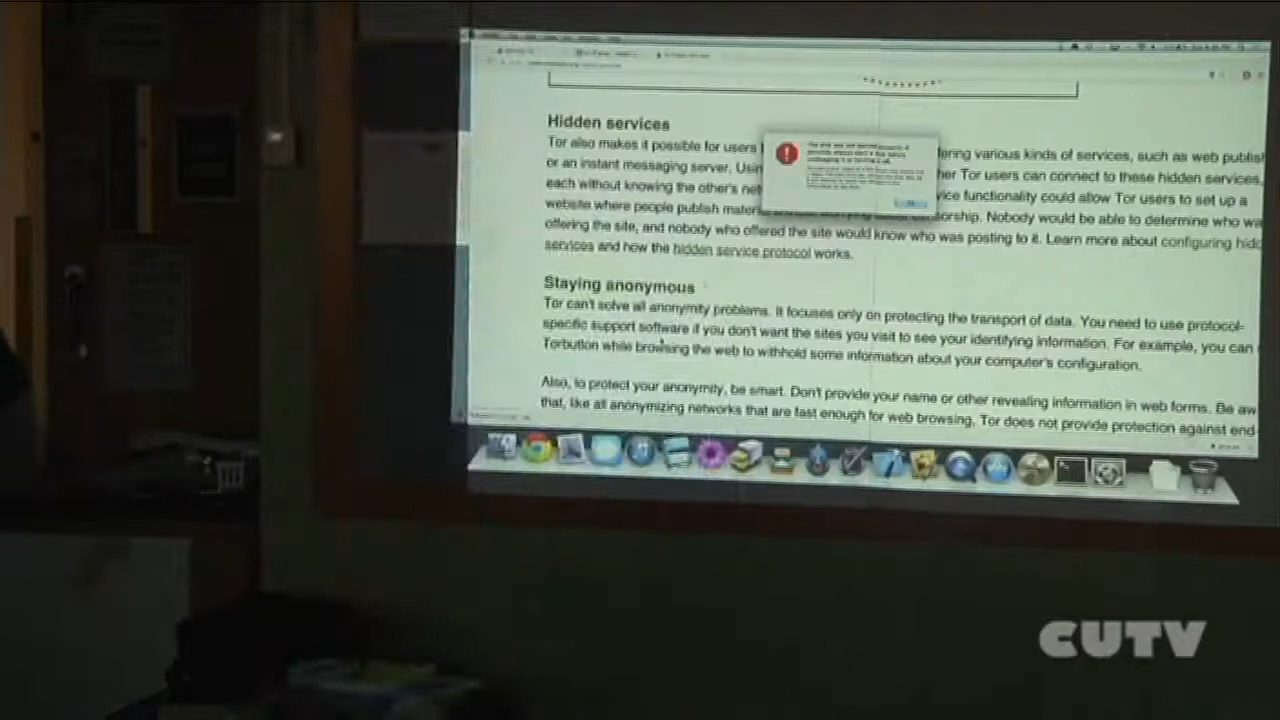 Hidden services
Tor also makes it possible for users ering various kinds of services, such as web publis
or an instant messaging server. Usin her Tor users can connect to these hidden services,
each without knowing the other's net vice functionality could allow Tor users to set up a
website where people publish materi sorship. Nobody would be able to determine who wa
offering the site, and nobody who offered the site would know who was posting to it. Learn more about configuring hidd
services and how the hidden service protocol works.
Staying anonymous
Tor can't solve all anonymity problems. It focuses only on protecting the transport of data. You need to use protocol-
specific support software if you don't want the sites you visit to see your identifying information. For example, you can
Torbutton while browsing the web to withhold some information about your computer's configuration.
Also, to protect your anonymity, be smart. Don't provide your name or other revealing information in web forms. Be aw
that, like all anonymizing networks that are fast enough for web browsing, Tor does not provide protection against end-
CUTV